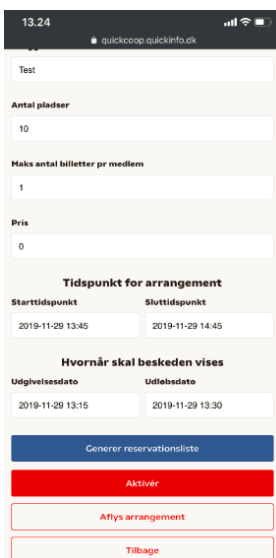 13.24
quickcoop.quickinfo.dk
Test
Antal pladser
10
Maks antal billetter pr medlem
1
Pris
0
Tidspunkt for arrangement
Starttidspunkt Sluttidspunkt
2019-11-29 13:45 2019-11-29 14:45
Hvornår skal beskeden vises
Udgivelsesdato Udløbsdato
2019-11-29 13:15 2019-11-29 13:30
Generer reservationsliste
Aktivér
Aflys arrangement
Tilbage